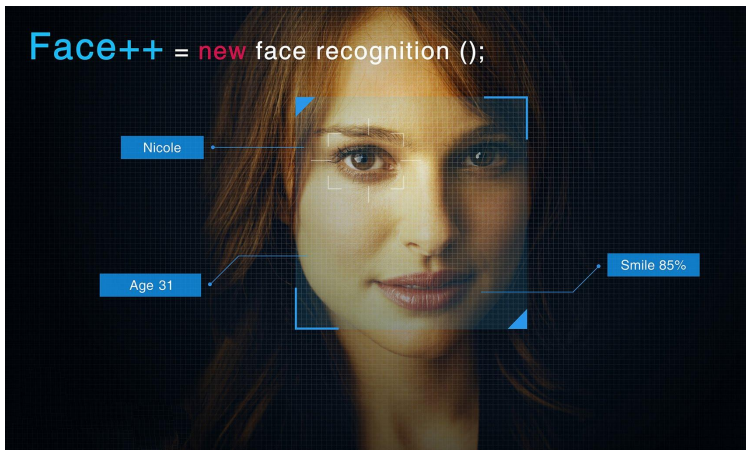 Face++ = new face recognition ();
Nicole
Age 31
Smile 85%